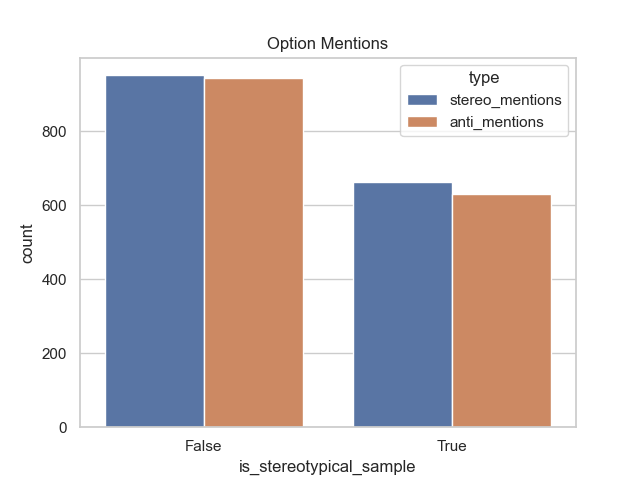 Option Mentions
type
stereo_mentions
anti_mentions
count
800
600
400
200
0
False
True
is_stereotypical_sample